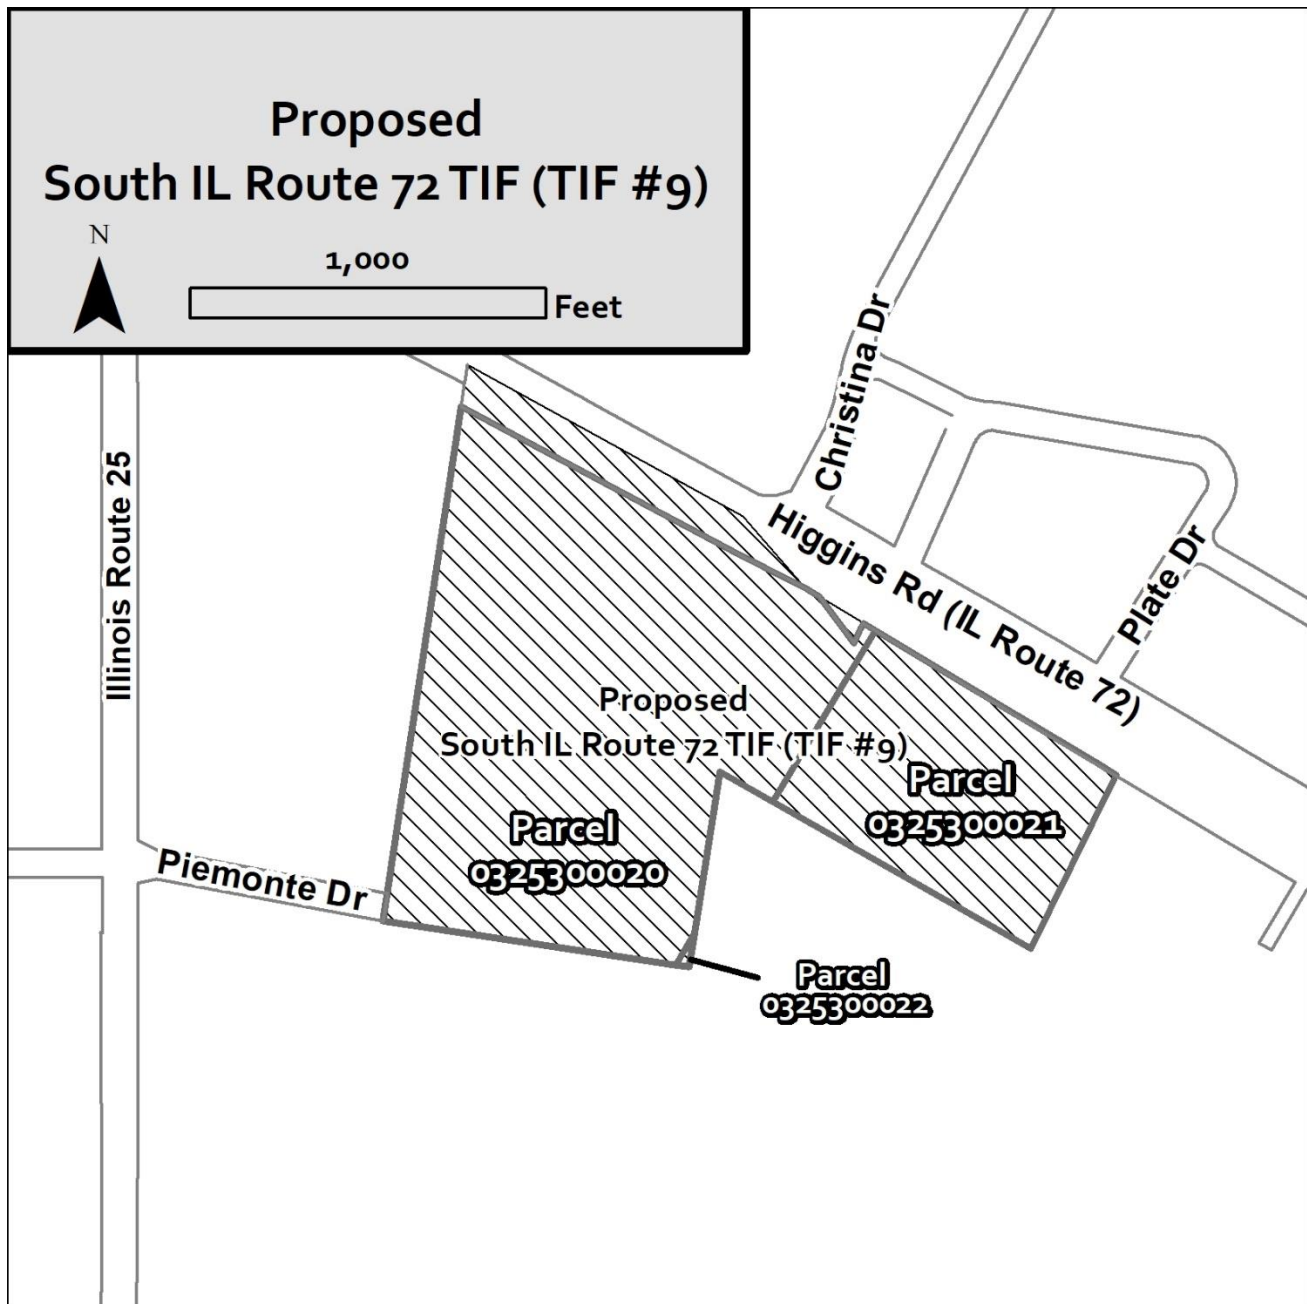 Proposed
South IL Route 72 TIF (TIF #9)
N
1,000
Feet
Christina Dr
Illinois Route 25
Higgins Rd (IL Route 72)
Plate Dr
Proposed
South IL Route 72 TIF (TIF #9)
Parcel
0325300021
Parcel
0325300020
Piemonte Dr
Parcel
0325300022